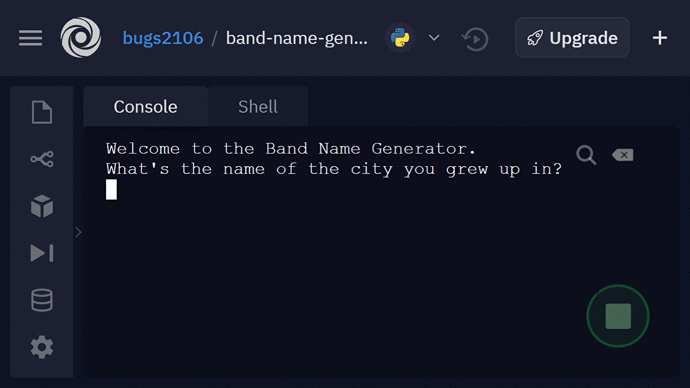 bugs2106 / band-name-gen...
Upgrade
Console Shell
Welcome to the Band Name Generator.
What's the name of the city you grew up in?